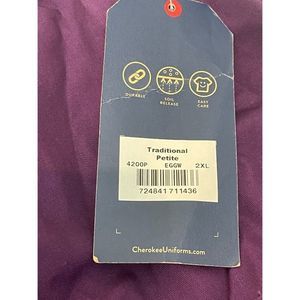 DURABLE
SOIL
RELEASE
EASY
CARE
Traditional
Petite
4200P EGGW 2XL
724841 711436
CherokeeUniforms.com